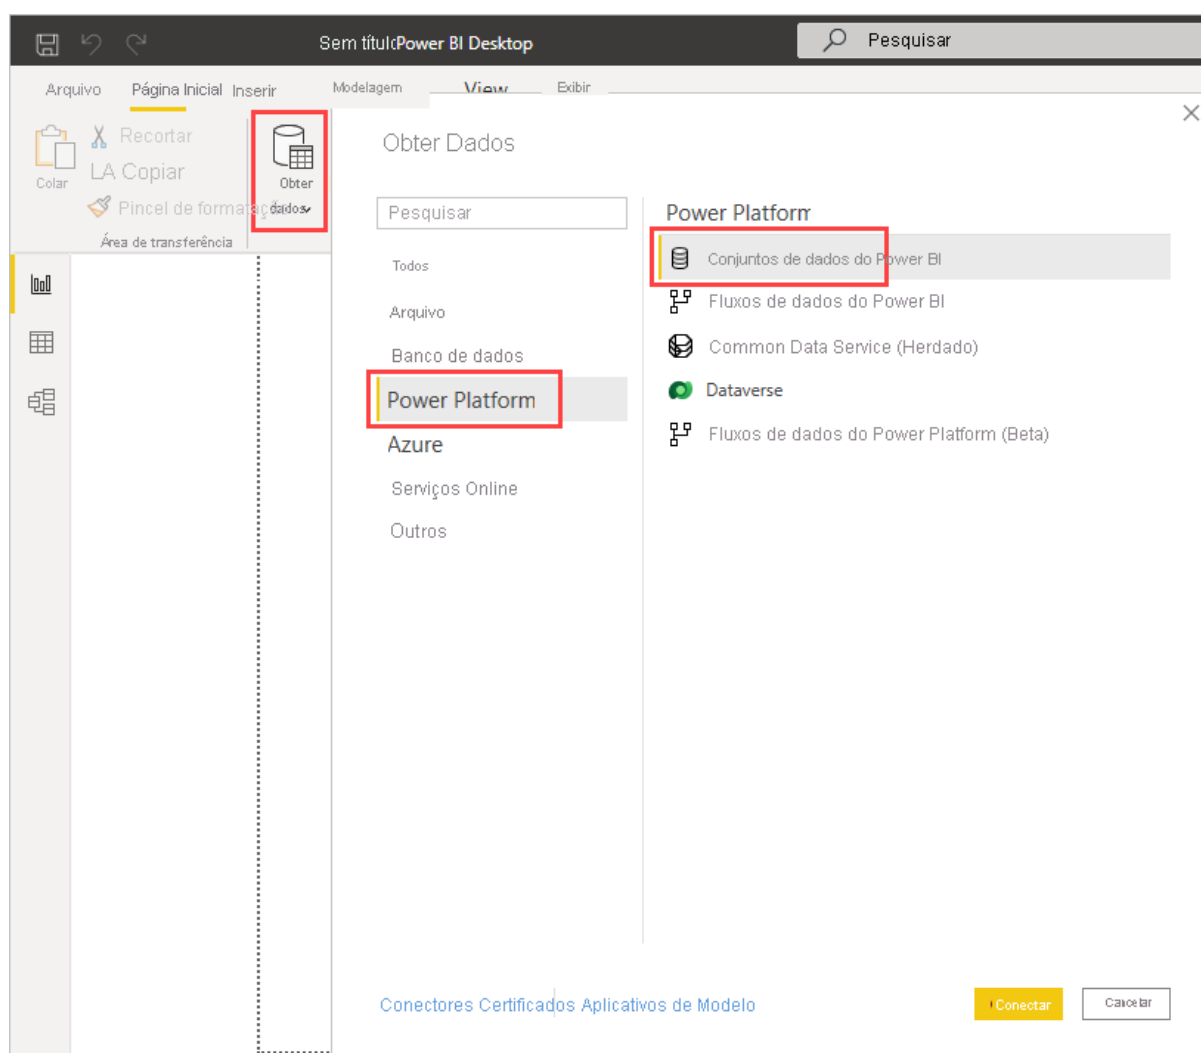 Sem títulcPower BI Desktop
Pesquisar
Arquivo
Página Inicial
Inserir
Modelagem
View
Exibir
Colar
Recortar
LA Copiar
Pincel de formatação
Área de transferência
Obter
dados
Obter Dados
Pesquisar
Todos
Arquivo
Banco de dados
Power Platform
Azure
Serviços Online
Outros
Power Platform
Conjuntos de dados do Power BI
Fluxos de dados do Power BI
Common Data Service (Herdado)
Dataverse
Fluxos de dados do Power Platform (Beta)
Conectores Certificados Aplicativos de Modelo
Conectar
Cancelar